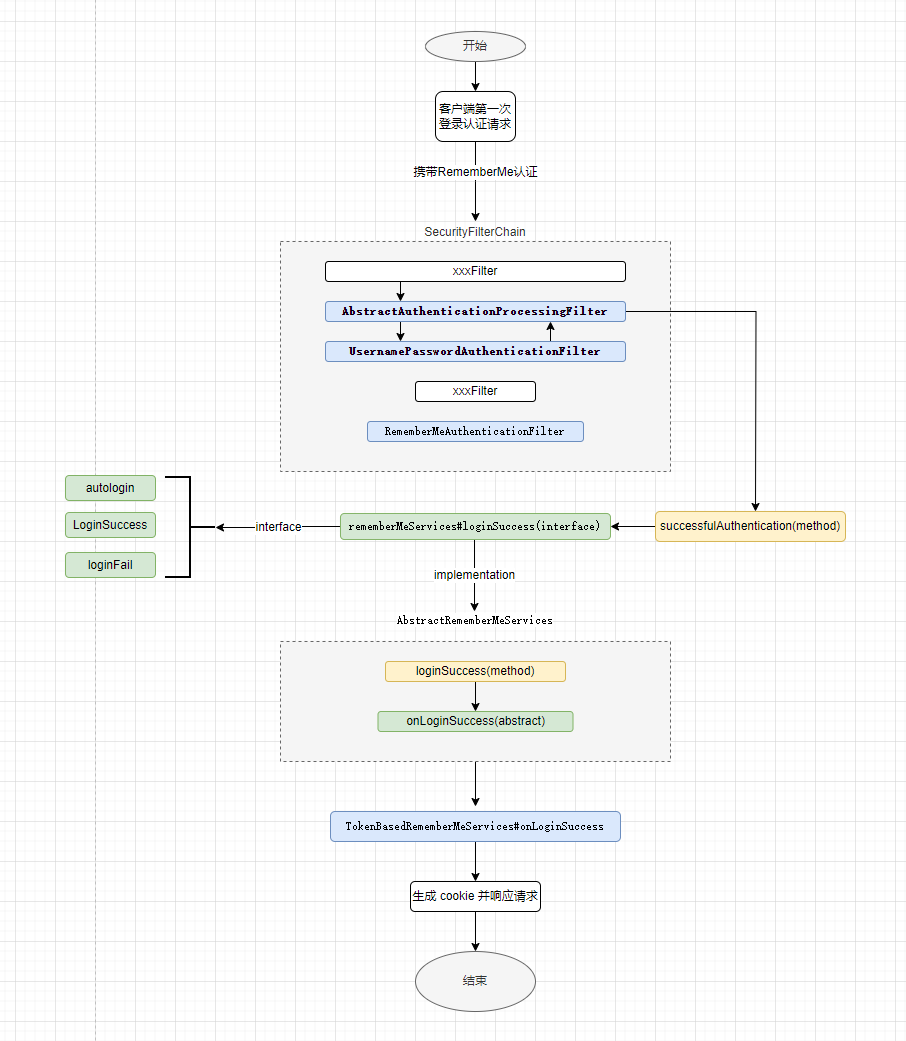 开始
客户端第一次
登录认证请求
携带RememberMe认证
SecurityFilterChain
xxxFilter
AbstractAuthenticationProcessingFilter
UsernamePasswordAuthenticationFilter
xxxFilter
RememberMeAuthenticationFilter
autologin
LoginSuccess
loginFail
interface
rememberMeServices#loginSuccess(interface)
successfulAuthentication(method)
implementation
AbstractRememberMeServices
loginSuccess(method)
onLoginSuccess(abstract)
TokenBasedRememberMeServices#onLoginSuccess
生成 cookie 并响应请求
结束